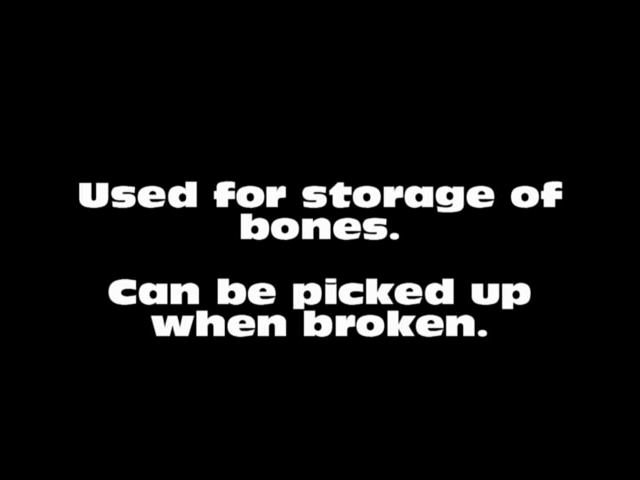 Used for storage of
bones.
Can be picked up
when broken.